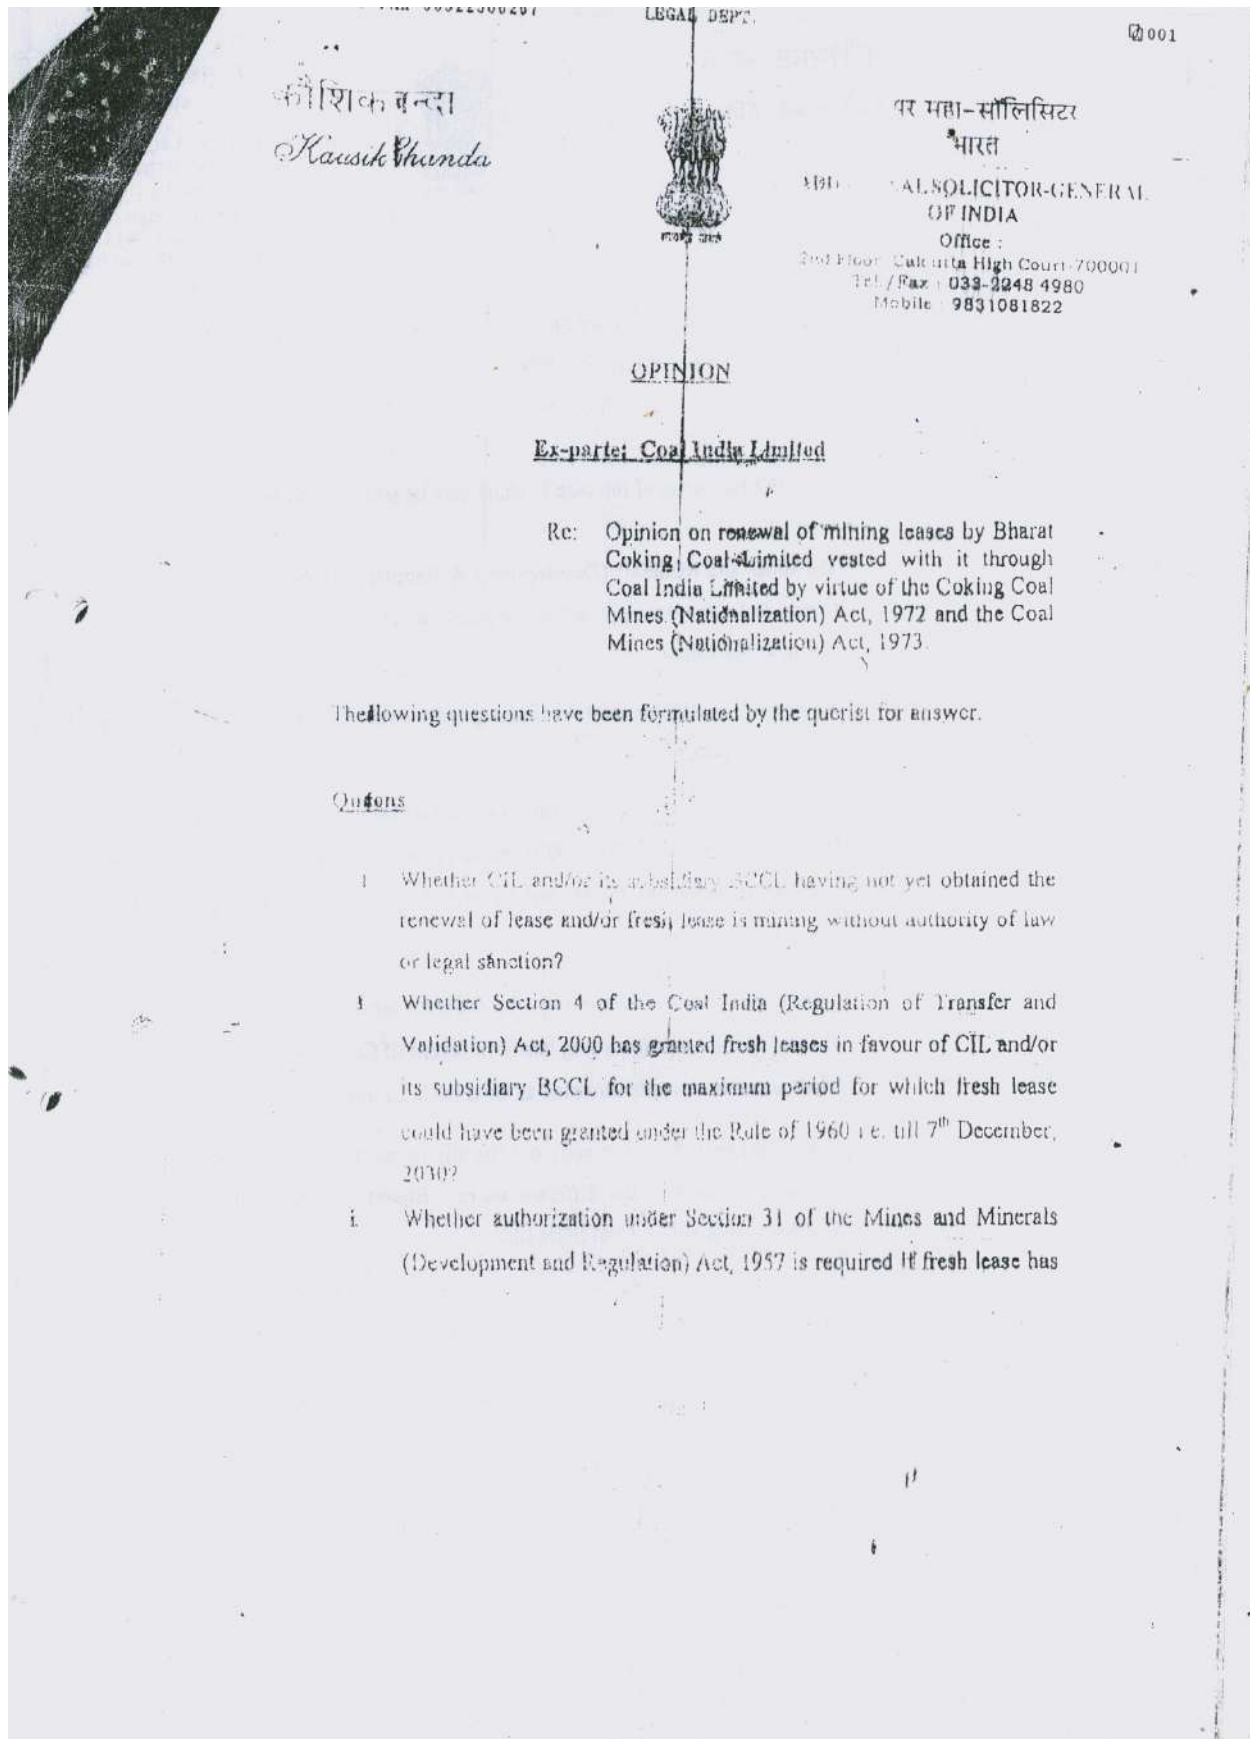 LEGAL DEPT.
001
कौशिक चन्दा
Kausik Chanda
पर महा-सॉलिसिटर
भारत
AL SOLICITOR-GENERAL
OF INDIA
Office :
2nd Floor Calcutta High Court-700001
Tel./Fax : 033-2248 4980
Mobile : 9831081822
OPINION
Ex-parte: Coal India Limited
Re: Opinion on renewal of mining leases by Bharat
Coking Coal Limited vested with it through
Coal India Limited by virtue of the Coking Coal
Mines (Nationalization) Act, 1972 and the Coal
Mines (Nationalization) Act, 1973.
questions have been formulated by the querist for answer.
Whether CIL and/or its subsidiary BCCL having not yet obtained the
renewal of lease and/or fresh lease is mining without authority of law
or legal sanction?
Whether Section 4 of the Coal India (Regulation of Transfer and
Validation) Act, 2000 has granted fresh leases in favour of CIL and/or
its subsidiary BCCL for the maximum period for which fresh lease
could have been granted under the Rule of 1960 i.e. till 7th December,
2030?
i. Whether authorization under Section 31 of the Mines and Minerals
(Development and Regulation) Act, 1957 is required if fresh lease has